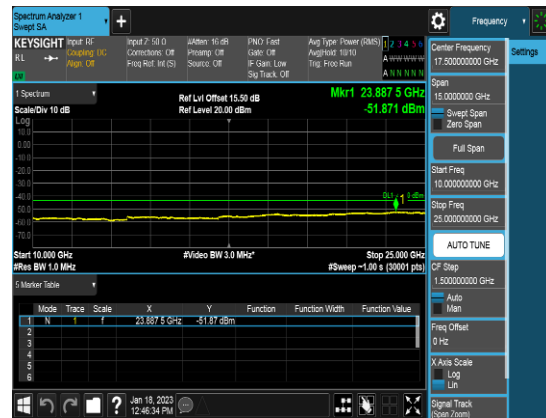 Spectrum Analyzer 1
Swept SA
Frequency
KEYSIGHT
RL
Input: RF
Coupling: DC
Align: Off
Input Z: 50 Ω
Corrections: Off
Freq Ref: Int (S)
#Atten: 16 dB
Preamp: Off
Source: Off
PNO: Fast
Gate: Off
IF Gain: Low
Sig Track: Off
Avg Type: Power (RMS)
Avg|Hold: 10/10
Trig: Free Run
1 2 3 4 5 6
A W W W W W
A N N N N N
Center Frequency
17.500000000 GHz
Settings
Span
15.0000000 GHz
Swept Span
Zero Span
Full Span
Start Freq
10.000000000 GHz
Stop Freq
25.000000000 GHz
AUTO TUNE
CF Step
1.500000000 GHz
Auto
Man
Freq Offset
0 Hz
X Axis Scale
Log
Lin
Signal Track
(Span Zoom)
1 Spectrum
Scale/Div 10 dB
Ref Lvl Offset 15.50 dB
Ref Level 20.00 dBm
Mkr1 23.887 5 GHz
-51.871 dBm
Log
10.0
0.00
-10.0
-20.0
-30.0
-40.0
-50.0
-60.0
-70.0
1
Start 10.000 GHz
#Res BW 1.0 MHz
#Video BW 3.0 MHz*
Stop 25.000 GHz
#Sweep ~1.00 s (30001 pts)
5 Marker Table
Mode Trace Scale X Y Function Function Width Function Value
1 N 1 f 23.887 5 GHz -51.87 dBm
2
3
4
5
6
Jan 18, 2023
12:46:34 PM